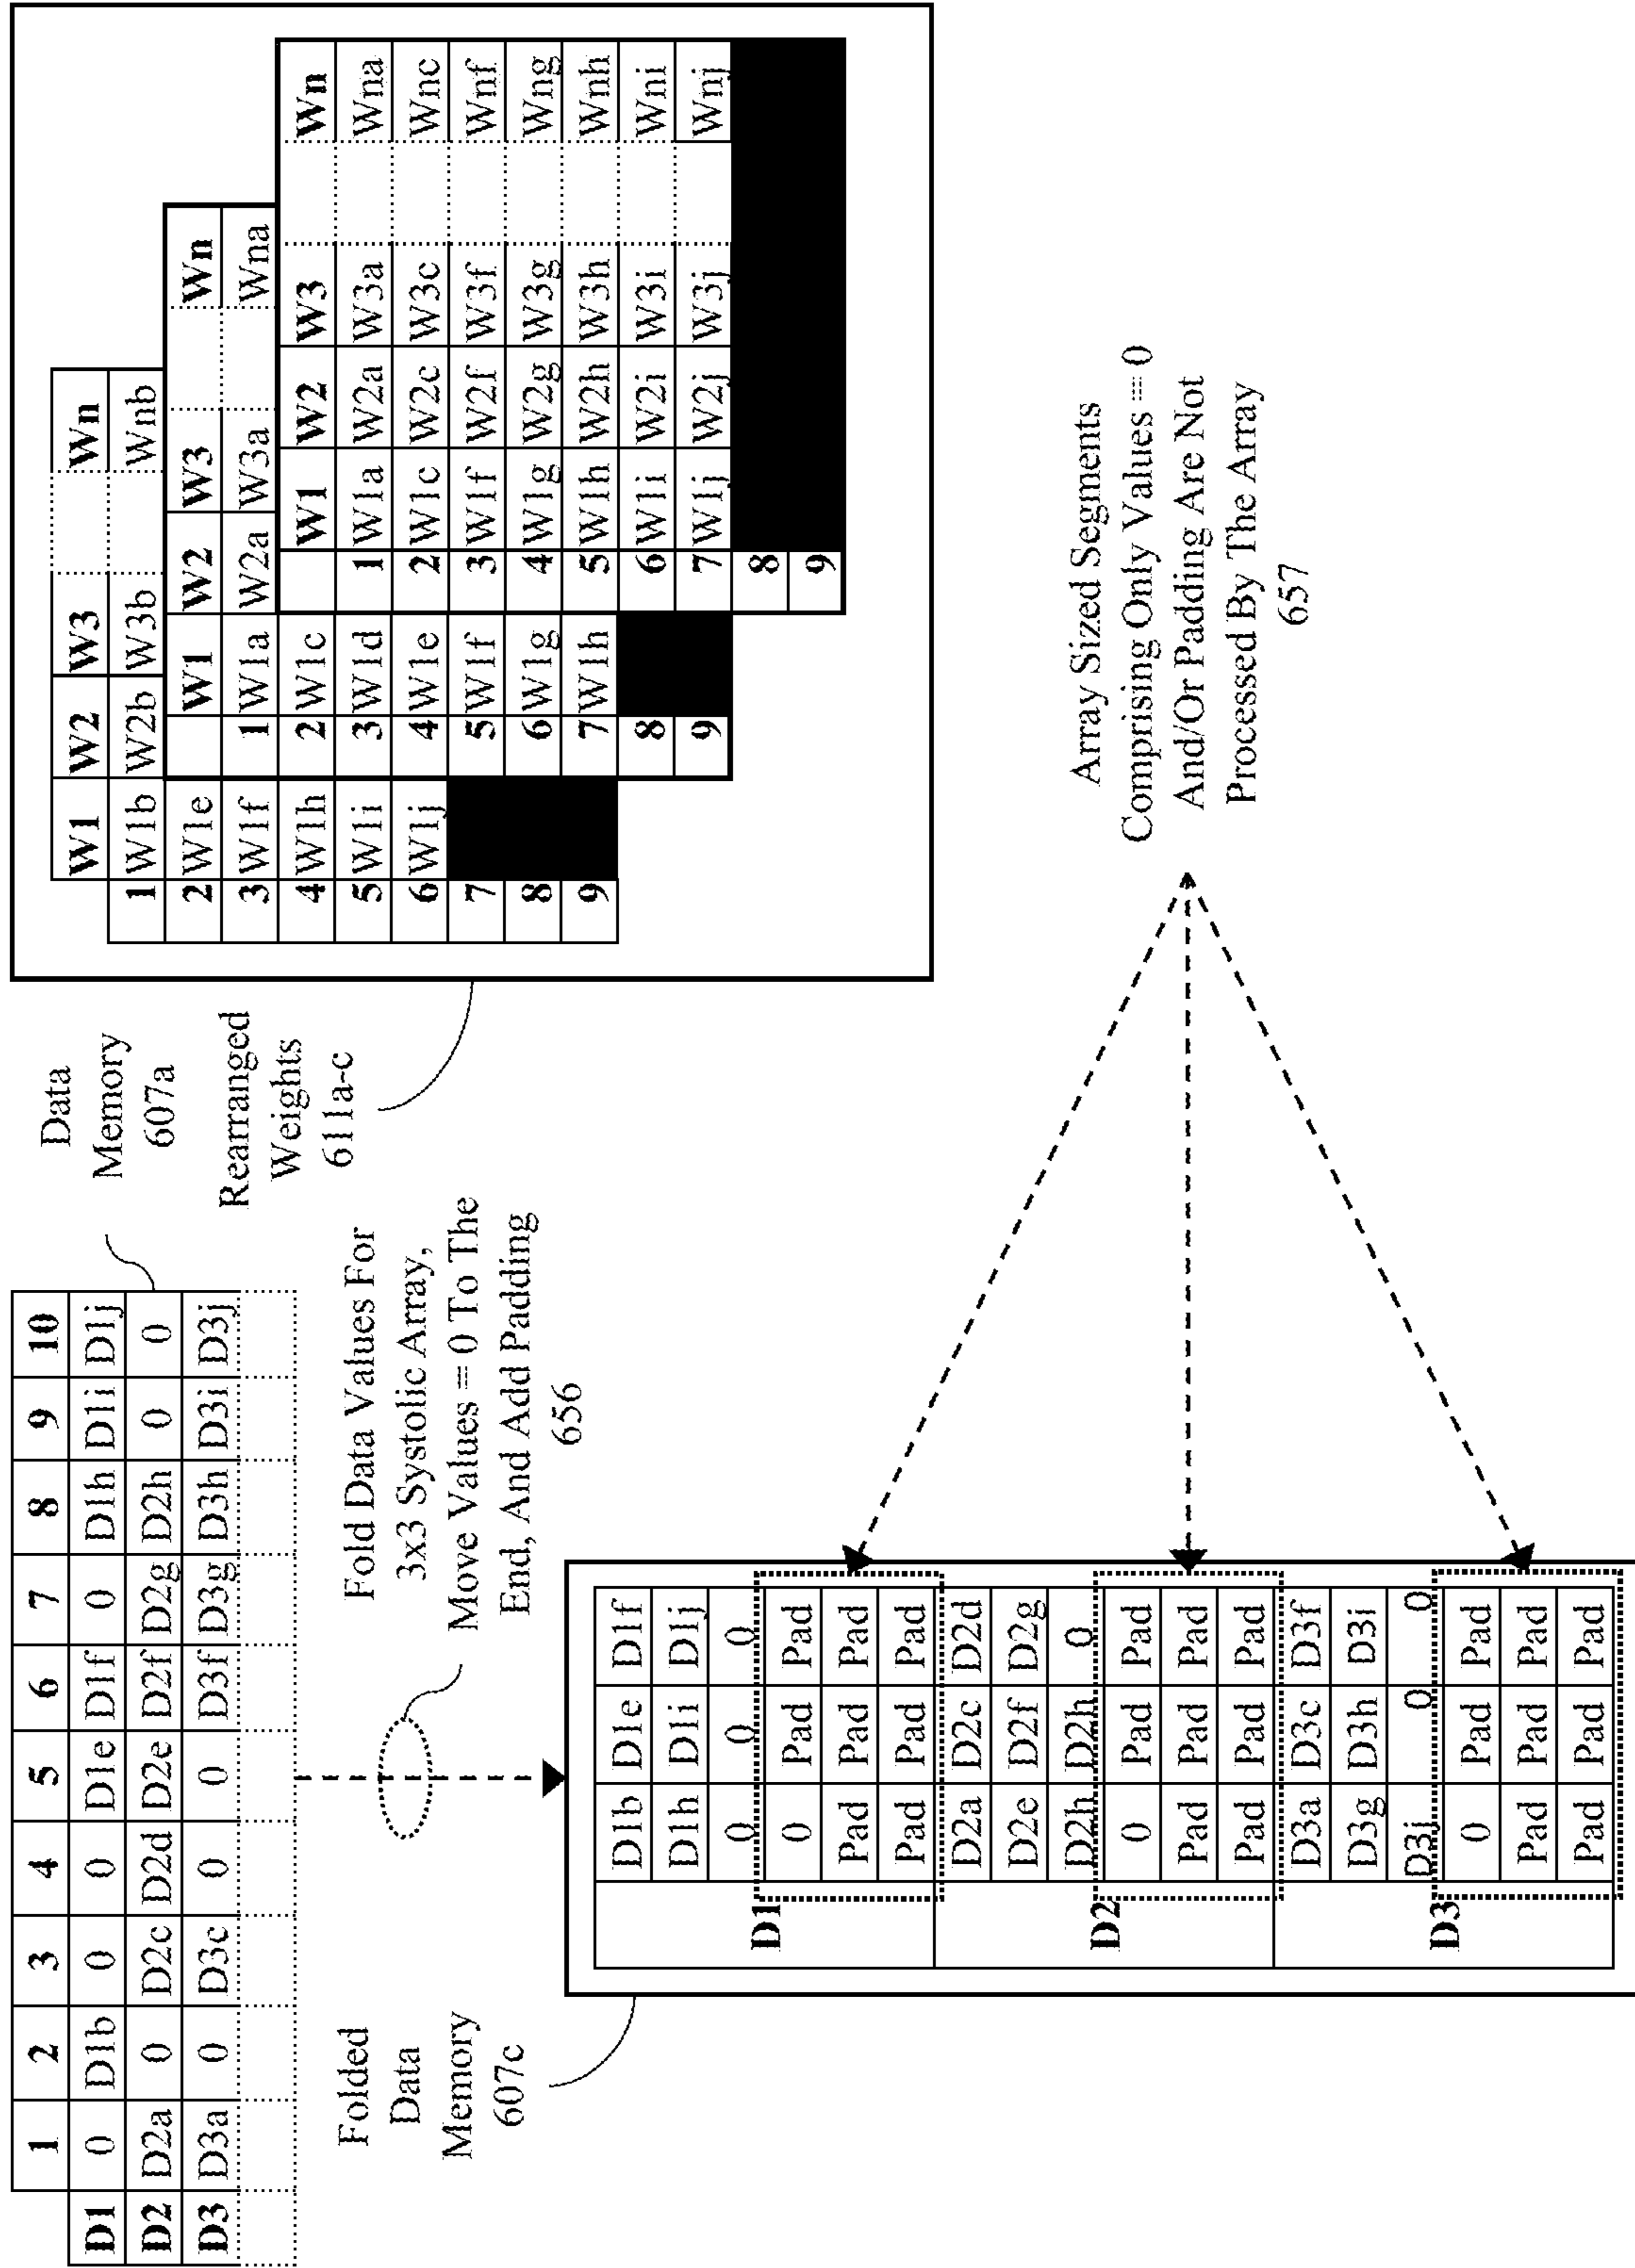 1 2 3 4 5 6 7 8 9 10
D1 0 D1b 0 0 D1e D1f 0 D1h D1i D1j
D2 D2a 0 D2c D2d D2e D2f D2g D2h 0 0
D3 D3a 0 D3c 0 0 D3f D3g D3h D3i D3j
Data
Memory
607a
Rearranged
Weights
611a-c
W1 W2 W3 Wn
1 W1b W2b W3b Wnb
2 W1e
3 W1f
4 W1h
5 W1i
6 W1j
7
8
9
W1 W2 W3 Wn
1 W1a W2a W3a Wna
2 W1c
3 W1d
4 W1e
5 W1f
6 W1g
7 W1h
8
9
W1 W2 W3 Wn
1 W1a W2a W3a Wna
2 W1c W2c W3c Wnc
3 W1f W2f W3f Wnf
4 W1g W2g W3g Wng
5 W1h W2h W3h Wnh
6 W1i W2i W3i Wni
7 W1j W2j W3j Wnj
8
9
Fold Data Values For
3x3 Systolic Array,
Move Values = 0 To The
End, And Add Padding
656
Folded
Data
Memory
607c
D1
D1b D1e D1f
D1h D1i D1j
0 0 0
0 Pad Pad
Pad Pad Pad
Pad Pad Pad
D2
D2a D2c D2d
D2e D2f D2g
D2h D2h 0
0 Pad Pad
Pad Pad Pad
Pad Pad Pad
D3
D3a D3c D3f
D3g D3h D3i
D3j 0 0
0 Pad Pad
Pad Pad Pad
Pad Pad Pad
Array Sized Segments
Comprising Only Values = 0
And/Or Padding Are Not
Processed By The Array
657